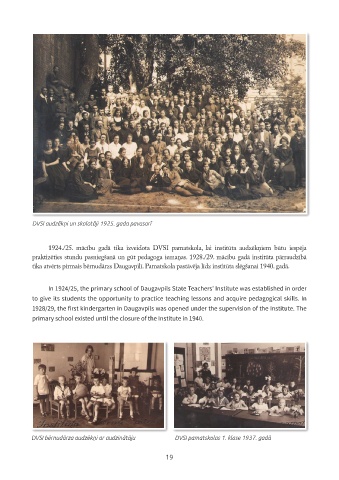 DVSI audzēkņi un skolotāji 1925. gada pavasarī
1924./25. mācību gadā tika izveidota DVSI pamatskola, lai institūta audzēkņiem būtu iespēja
praktizēties stundu pasniegšanā un gūt pedagoga iemaņas. 1928./29. mācību gadā institūta pārraudzībā
tika atvērts pirmais bērnudārzs Daugavpilī. Pamatskola pastāvēja līdz institūta slēgšanai 1940. gadā.
In 1924/25, the primary school of Daugavpils State Teachers' Institute was established in order
to give its students the opportunity to practice teaching lessons and acquire pedagogical skills. In
1928/29, the first kindergarten in Daugavpils was opened under the supervision of the Institute. The
primary school existed until the closure of the Institute in 1940.
DVSI bērnudārza audzēkņi ar audzinātāju
DVSI pamatskolas 1. klase 1937. gadā
19